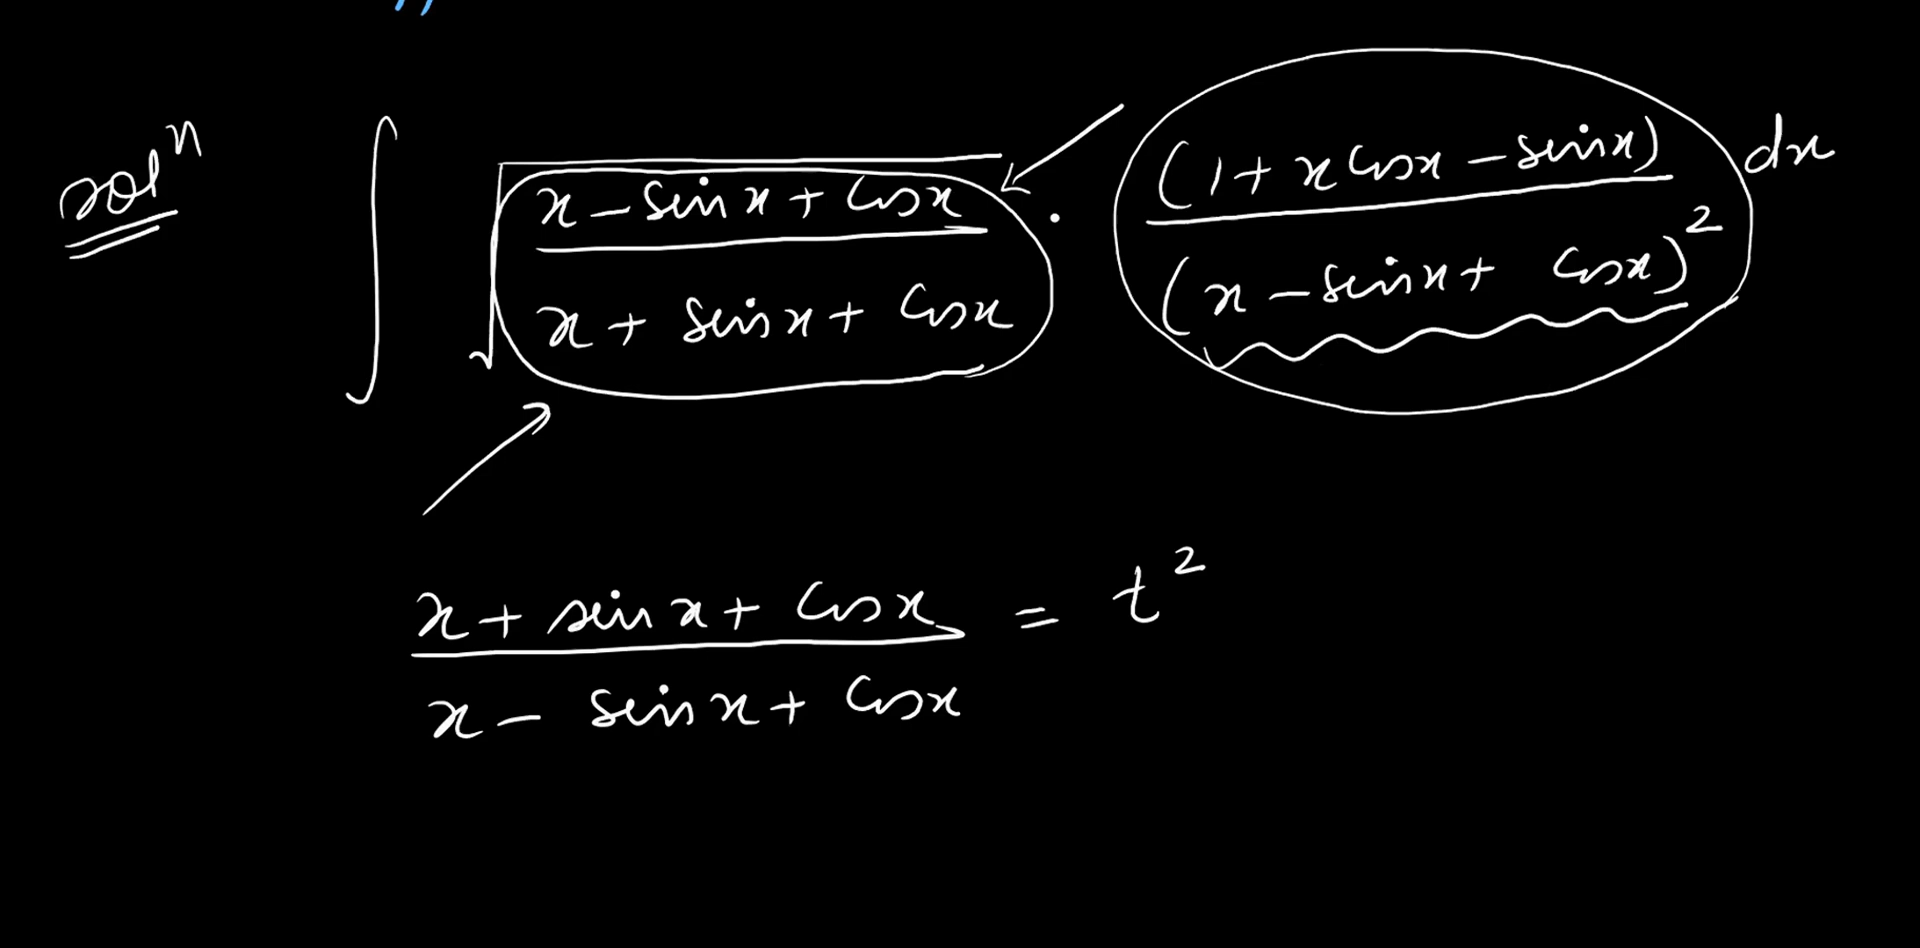 solⁿ ∫ √((x - sin x + cos x)/(x + sin x + cos x)) · (1 + x cos x - sin x)/(x - sin x + cos x)² dx
(x + sin x + cos x)/(x - sin x + cos x) = t²